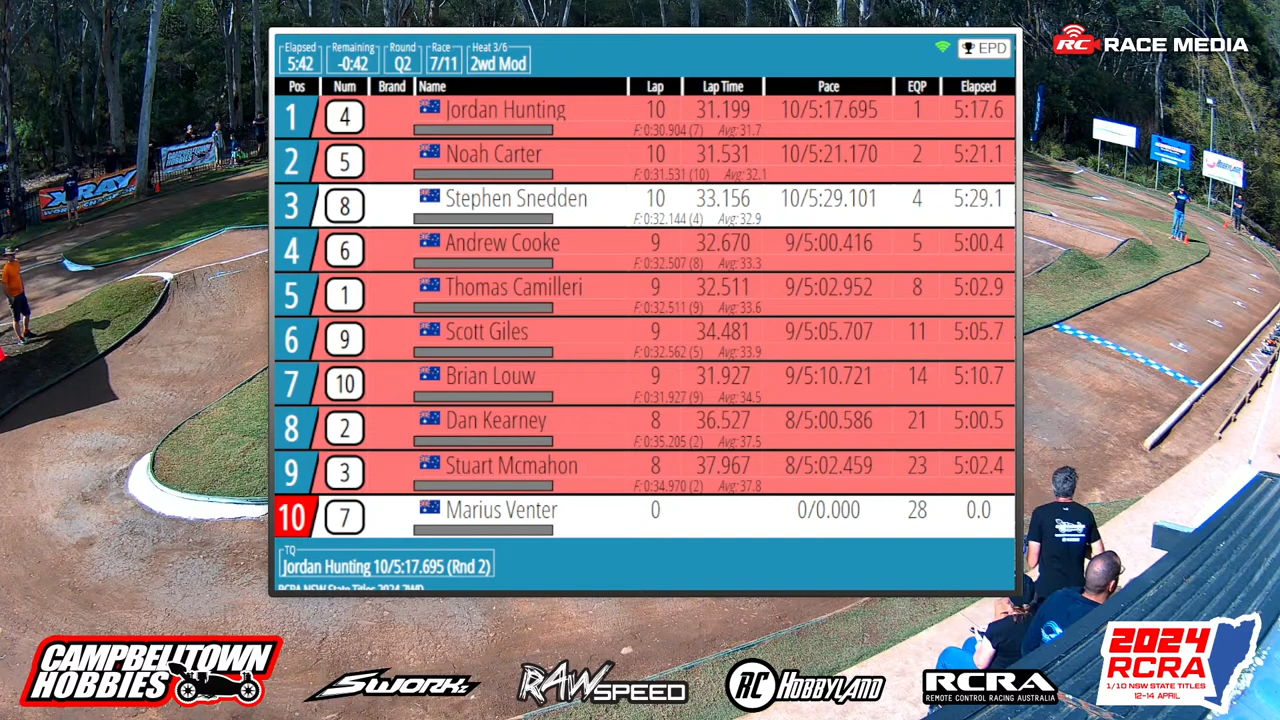 RC RACE MEDIA
Elapsed Remaining Round Race Heat 3/6
5:42 -0:42 Q2 7/11 2wd Mod
EPD
Pos Num Brand Name Lap Lap Time Pace EQP Elapsed
1 4 Jordan Hunting 10 31.199 10/5:17.695 1 5:17.6
F:0:30.904 (7) Avg:31.7
2 5 Noah Carter 10 31.531 10/5:21.170 2 5:21.1
F:0:31.531 (10) Avg:32.1
3 8 Stephen Snedden 10 33.156 10/5:29.101 4 5:29.1
F:0:32.144 (4) Avg:32.9
4 6 Andrew Cooke 9 32.670 9/5:00.416 5 5:00.4
F:0:32.507 (8) Avg:33.3
5 1 Thomas Camilleri 9 32.511 9/5:02.952 8 5:02.9
F:0:32.511 (9) Avg:33.6
6 9 Scott Giles 9 34.481 9/5:05.707 11 5:05.7
F:0:32.562 (5) Avg:33.9
7 10 Brian Louw 9 31.927 9/5:10.721 14 5:10.7
F:0:31.927 (9) Avg:34.5
8 2 Dan Kearney 8 36.527 8/5:00.586 21 5:00.5
F:0:35.205 (2) Avg:37.5
9 3 Stuart Mcmahon 8 37.967 8/5:02.459 23 5:02.4
F:0:34.970 (2) Avg:37.8
10 7 Marius Venter 0 0/0.000 28 0.0
TQ
Jordan Hunting 10/5:17.695 (Rnd 2)
RCRA NSW State Titles 2024 2WD
XRAY
CAMPBELLTOWN
HOBBIES
CAMPBELLTOWN
HOBBIES
SWORKz
RAW SPEED
RC HOBBYLAND
RCRA
REMOTE CONTROL RACING AUSTRALIA
2024
RCRA
1/10 NSW STATE TITLES
12-14 APRIL